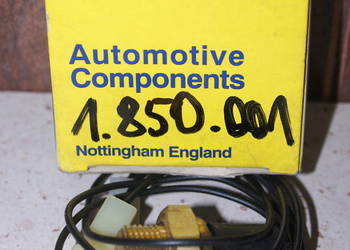 Automotive
Components
1.850.001
Nottingham England